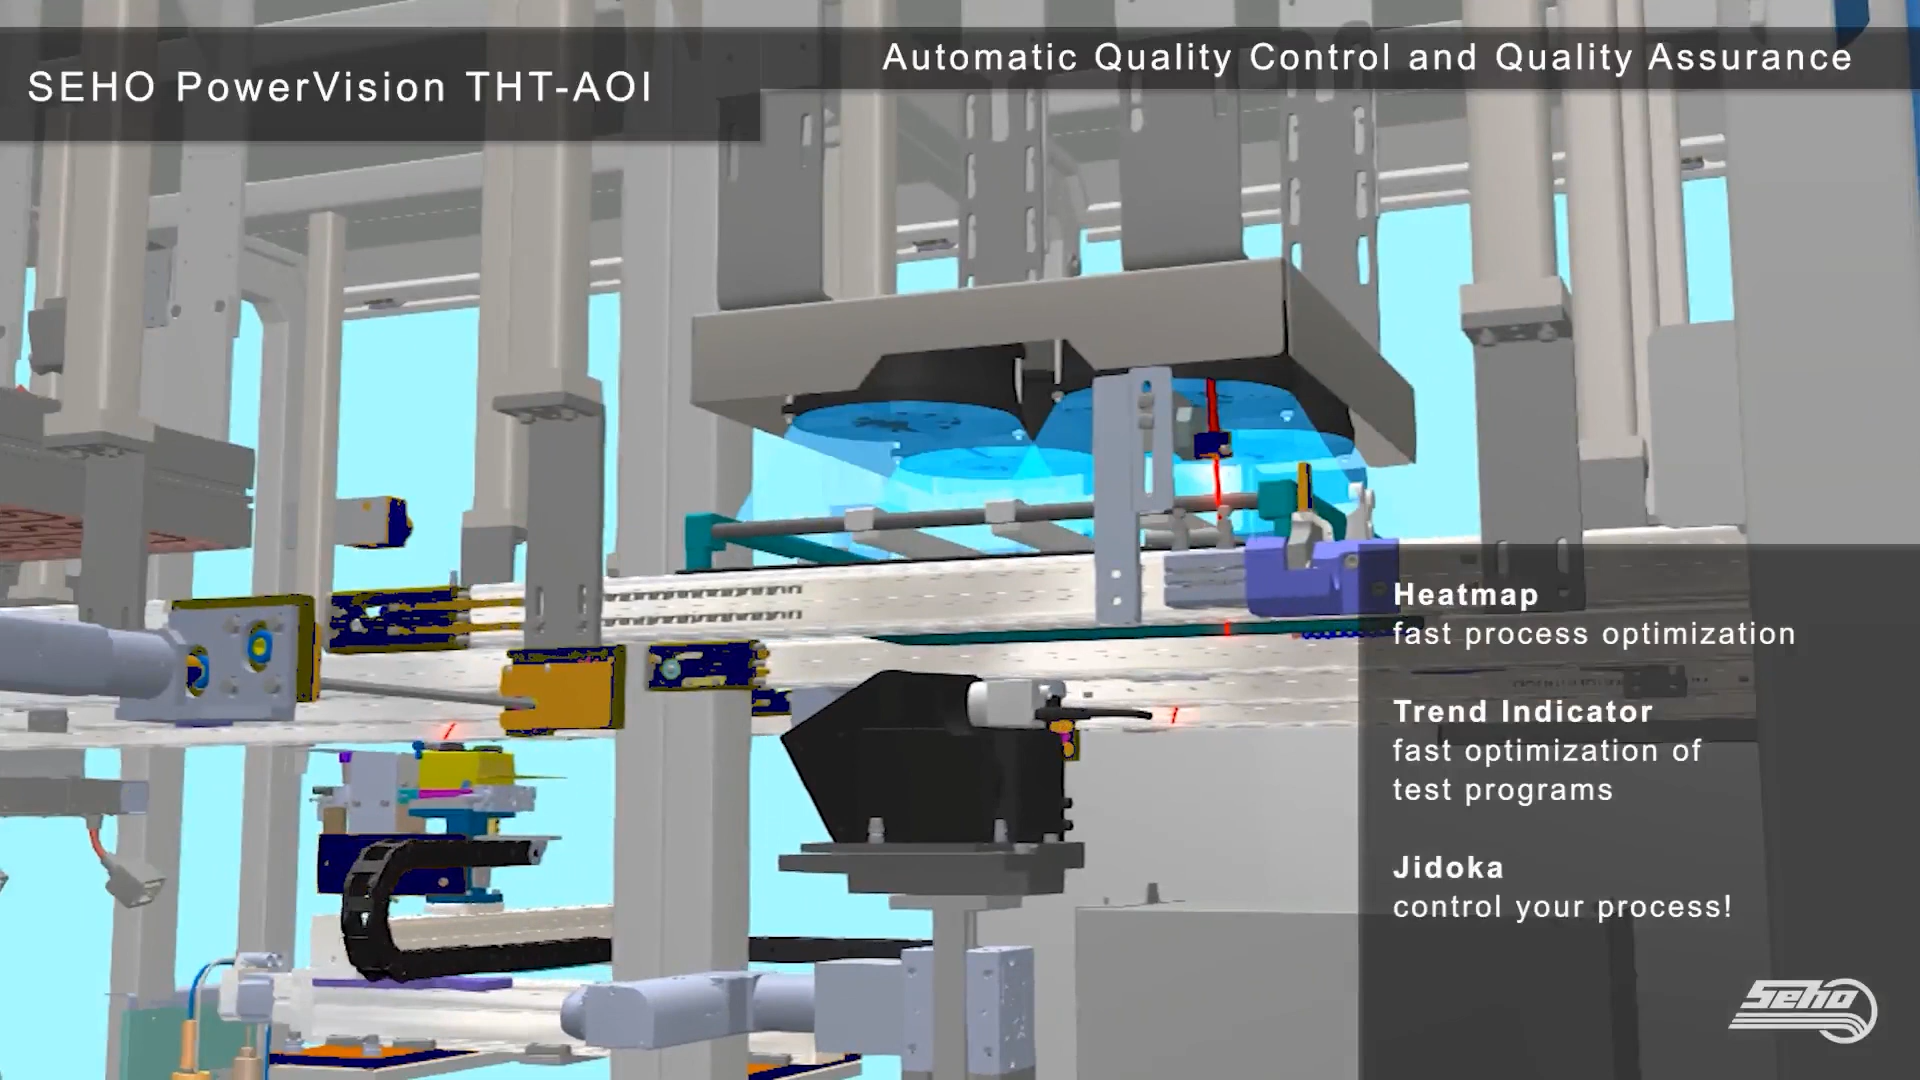 SEHO PowerVision THT-AOI
Automatic Quality Control and Quality Assurance
Heatmap
fast process optimization
Trend Indicator
fast optimization of
test programs
Jidoka
control your process!
Seho